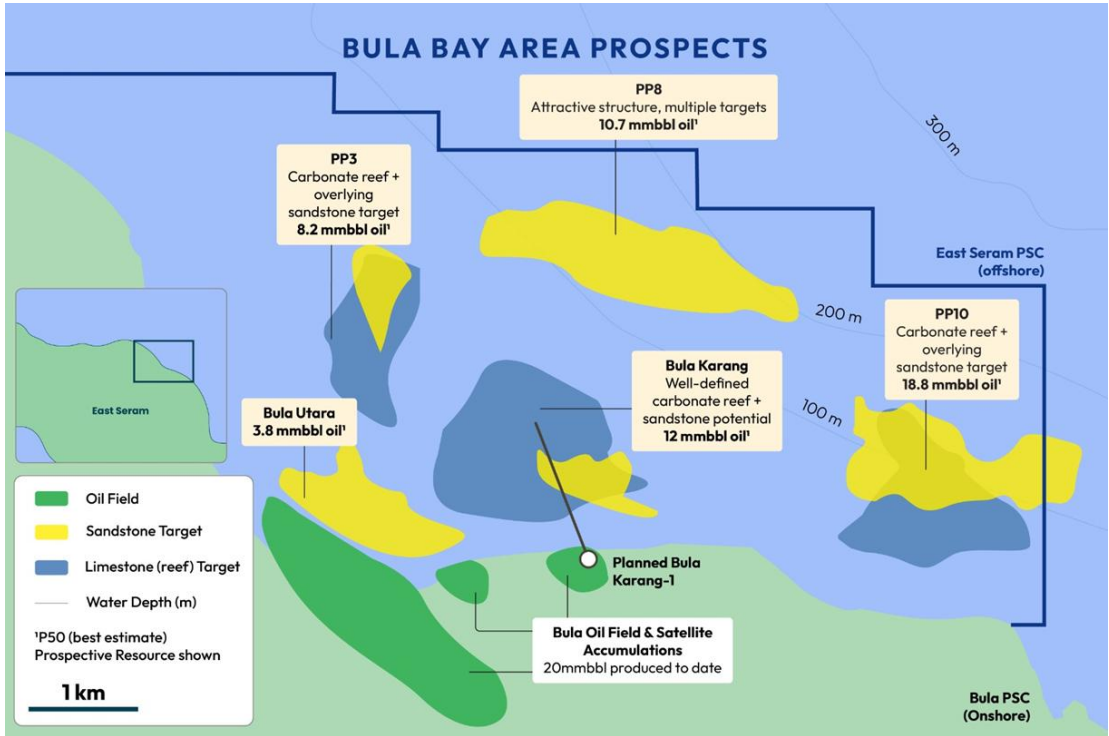 BULA BAY AREA PROSPECTS
PP8
Attractive structure, multiple targets
10.7 mmbbl oil¹
300 m
PP3
Carbonate reef +
overlying
sandstone target
8.2 mmbbl oil¹
East Seram PSC
(offshore)
200 m
PP10
Carbonate reef +
overlying
sandstone target
18.8 mmbbl oil¹
Bula Karang
Well-defined
carbonate reef +
sandstone potential
12 mmbbl oil¹
100 m
East Seram
Bula Utara
3.8 mmbbl oil¹
Oil Field
Sandstone Target
Limestone (reef) Target
Water Depth (m)
¹P50 (best estimate)
Prospective Resource shown
1 km
Planned Bula
Karang-1
Bula Oil Field & Satellite
Accumulations
20mmbbl produced to date
Bula PSC
(Onshore)